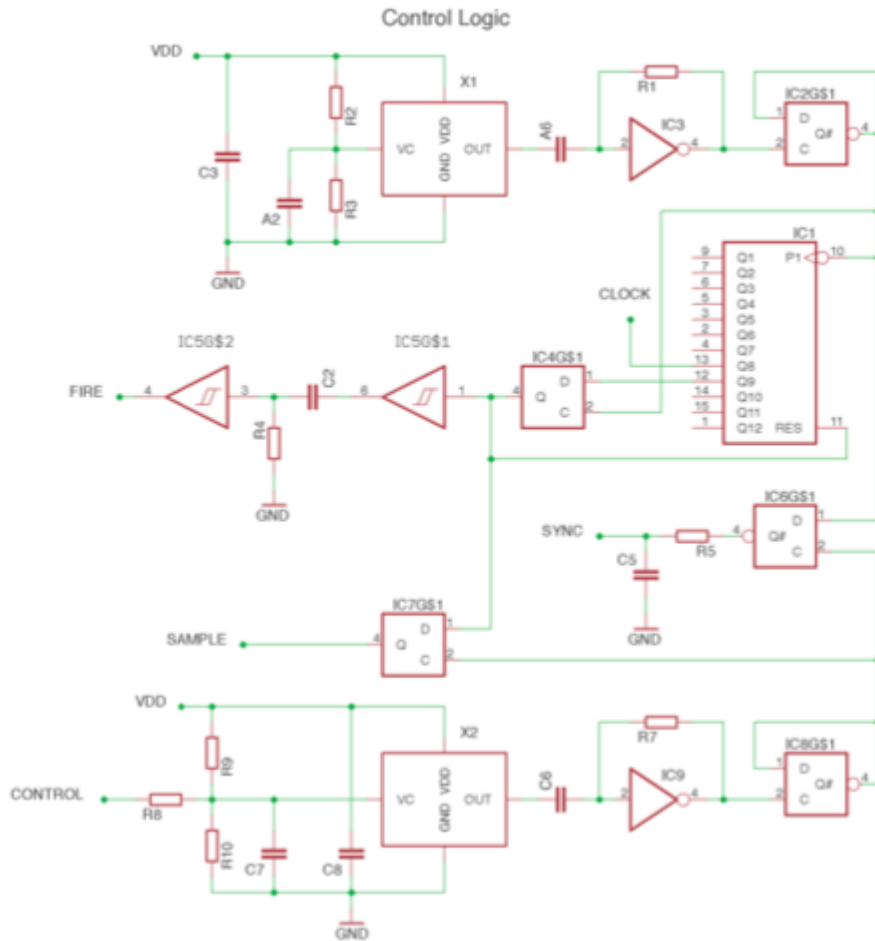 Control Logic
VDD
X1
R1
IC2G$1
1
D
4
Q#
2
C
R2
A6
IC3
2
4
VC
VDD
GND
OUT
C3
A2
R3
GND
IC1
9
Q1
P1
10
7
Q2
6
Q3
5
Q4
3
Q5
2
Q6
4
Q7
13
Q8
12
Q9
14
Q10
15
Q11
1
Q12
RES
11
CLOCK
IC5G$2
IC5G$1
IC4G$1
FIRE
4
3
C2
6
1
4
Q
D
1
C
2
R4
GND
IC6G$1
SYNC
4
Q#
D
1
C
2
R5
C5
GND
IC7G$1
SAMPLE
4
Q
D
1
C
2
VDD
X2
R7
IC8G$1
1
D
Q#
4
2
C
R9
C6
IC9
2
4
CONTROL
R8
VC
VDD
GND
OUT
R10
C7
C8
GND